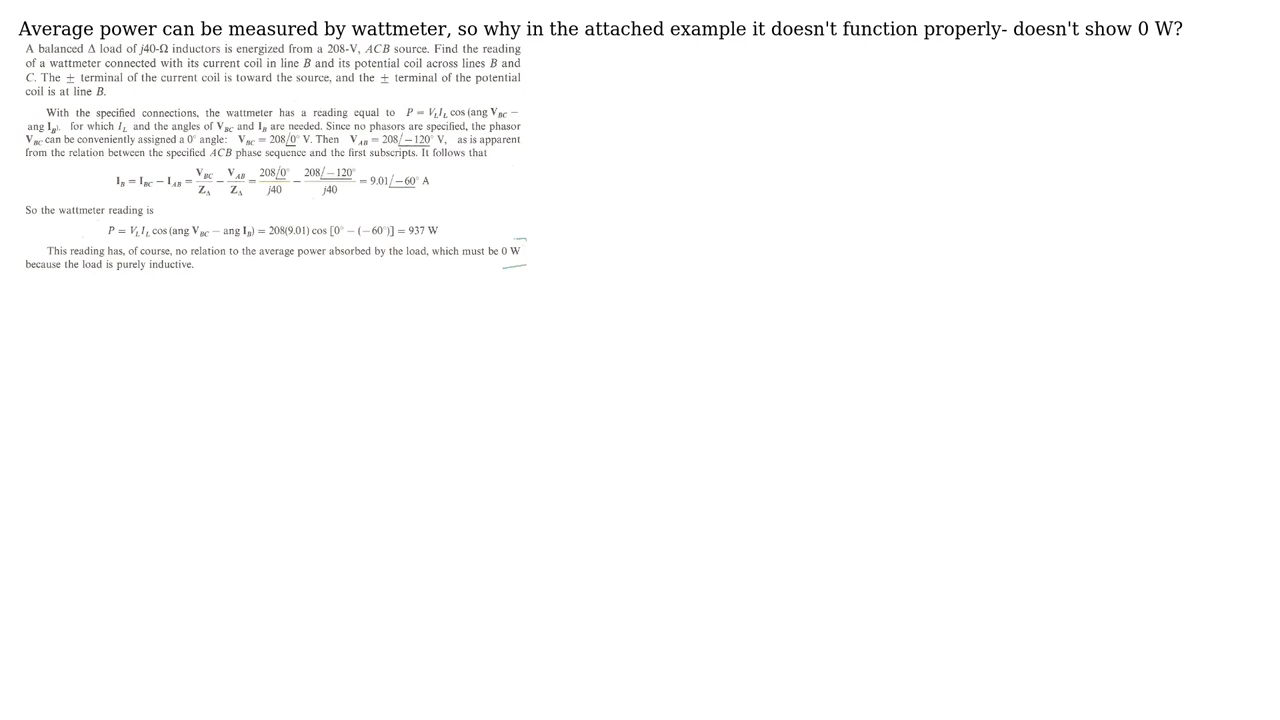 Average power can be measured by wattmeter, so why in the attached example it doesn't function properly- doesn't show 0 W?
A balanced Δ load of j40-Ω inductors is energized from a 208-V, ACB source. Find the reading
of a wattmeter connected with its current coil in line B and its potential coil across lines B and
C. The ± terminal of the current coil is toward the source, and the ± terminal of the potential
coil is at line B.
With the specified connections, the wattmeter has a reading equal to P = V_L I_L cos (ang V_BC −
ang I_B). for which I_L and the angles of V_BC and I_B are needed. Since no phasors are specified, the phasor
V_BC can be conveniently assigned a 0° angle: V_BC = 208/0° V. Then V_AB = 208/−120° V, as is apparent
from the relation between the specified ACB phase sequence and the first subscripts. It follows that
I_B = I_BC − I_AB = V_BC/Z_Δ − V_AB/Z_Δ = 208/0°/j40 − 208/−120°/j40 = 9.01/−60° A
So the wattmeter reading is
P = V_L I_L cos (ang V_BC − ang I_B) = 208(9.01) cos [0° − (−60°)] = 937 W
This reading has, of course, no relation to the average power absorbed by the load, which must be 0 W
because the load is purely inductive.